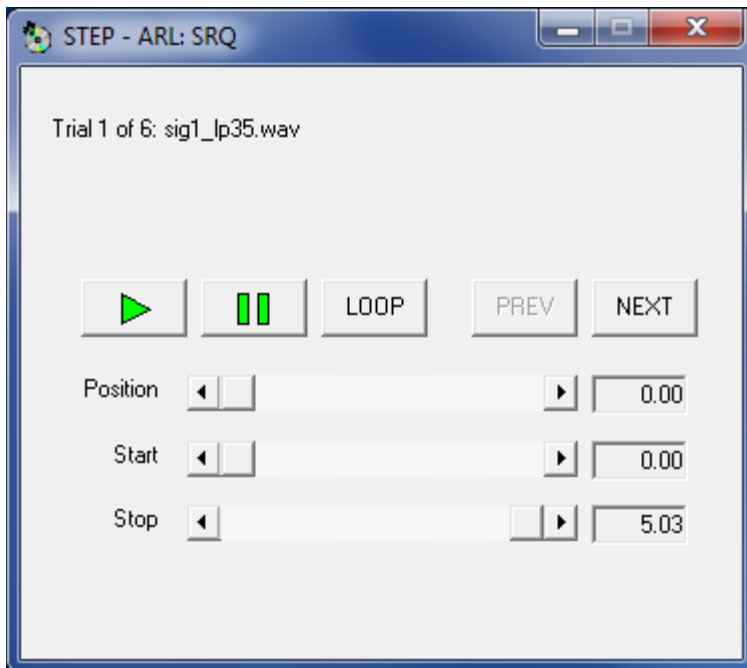 STEP - ARL: SRQ
Trial 1 of 6: sig1_lp35.wav
LOOP PREV NEXT
Position 0.00
Start 0.00
Stop 5.03